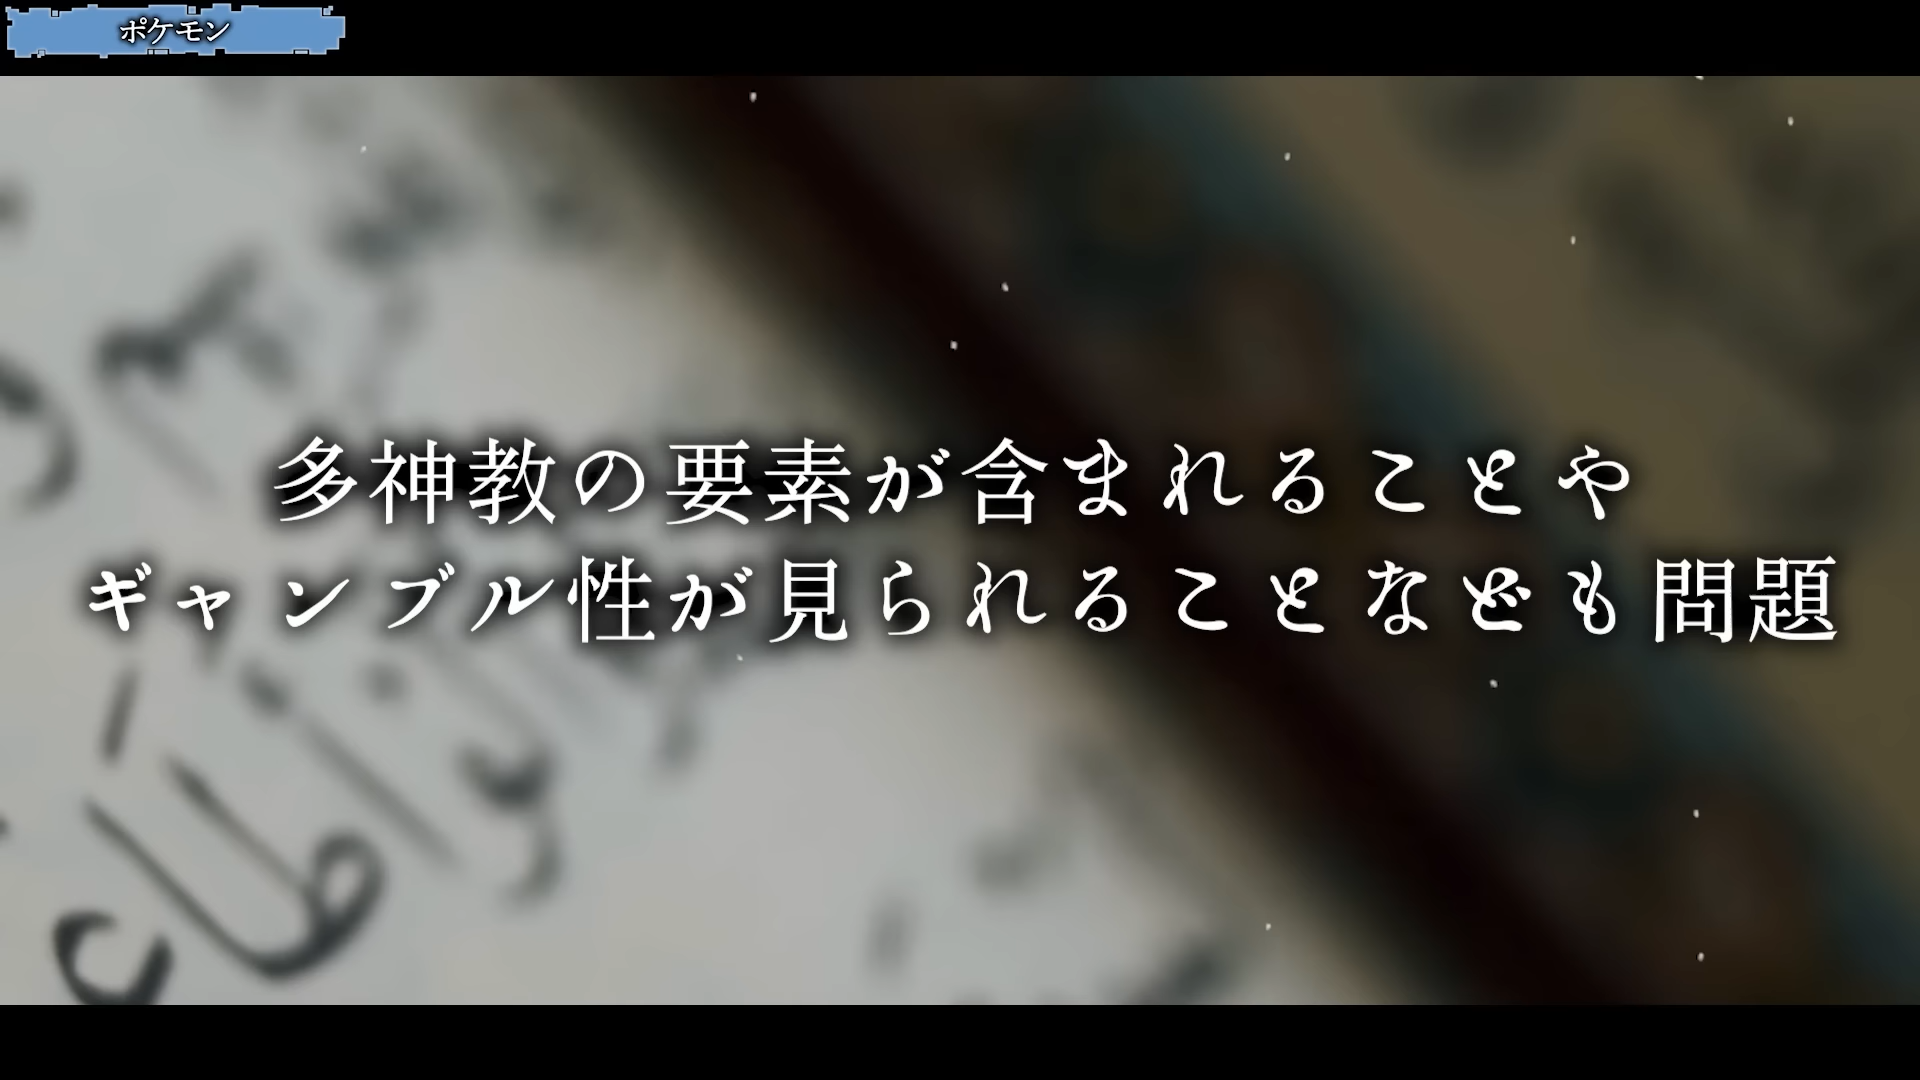 ポケモン
多神教の要素が含まれることや
ギャンブル性が見られることなども問題